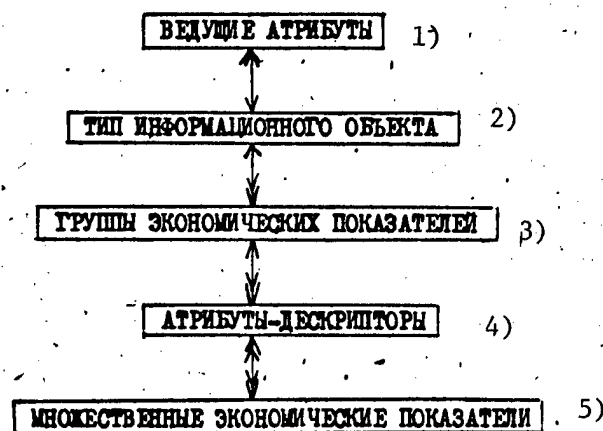 ВЕДУЩИЕ АТРИБУТЫ 1)
ТИП ИНФОРМАЦИОННОГО ОБЪЕКТА 2)
ГРУППЫ ЭКОНОМИЧЕСКИХ ПОКАЗАТЕЛЕЙ 3)
АТРИБУТЫ-ДЕСКРИПТОРЫ 4)
МНОЖЕСТВЕННЫЕ ЭКОНОМИЧЕСКИЕ ПОКАЗАТЕЛИ 5)